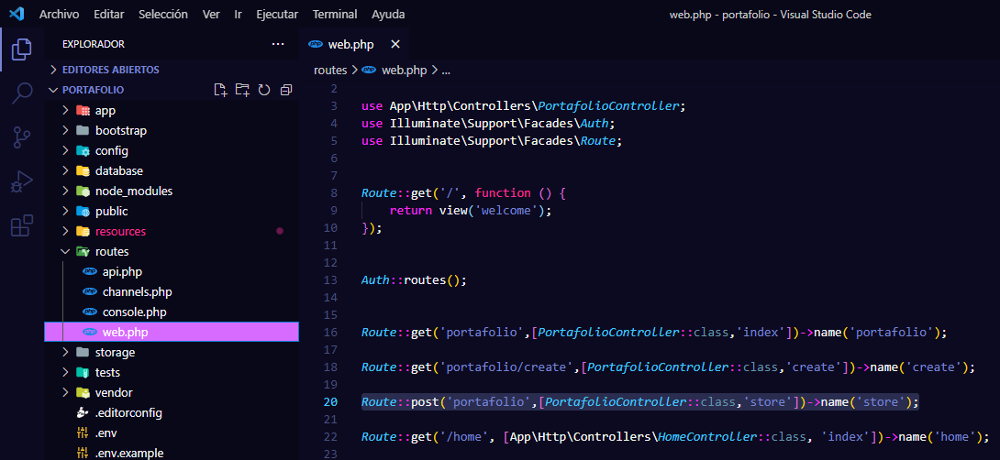 Archivo Editar Selección Ver Ir Ejecutar Terminal Ayuda
web.php - portafolio - Visual Studio Code
EXPLORADOR ...
EDITORES ABIERTOS
PORTAFOLIO
app
bootstrap
config
database
node_modules
public
resources
routes
api.php
channels.php
console.php
web.php
storage
tests
vendor
.editorconfig
.env
.env.example
web.php
routes > web.php > ...
2
3 use App\Http\Controllers\PortafolioController;
4 use Illuminate\Support\Facades\Auth;
5 use Illuminate\Support\Facades\Route;
6
7
8 Route::get('/', function () {
9 return view('welcome');
10 });
11
12
13 Auth::routes();
14
15
16 Route::get('portafolio',[PortafolioController::class,'index'])->name('portafolio');
17
18 Route::get('portafolio/create',[PortafolioController::class,'create'])->name('create');
19
20 Route::post('portafolio',[PortafolioController::class,'store'])->name('store');
21
22 Route::get('/home', [App\Http\Controllers\HomeController::class, 'index'])->name('home');
23